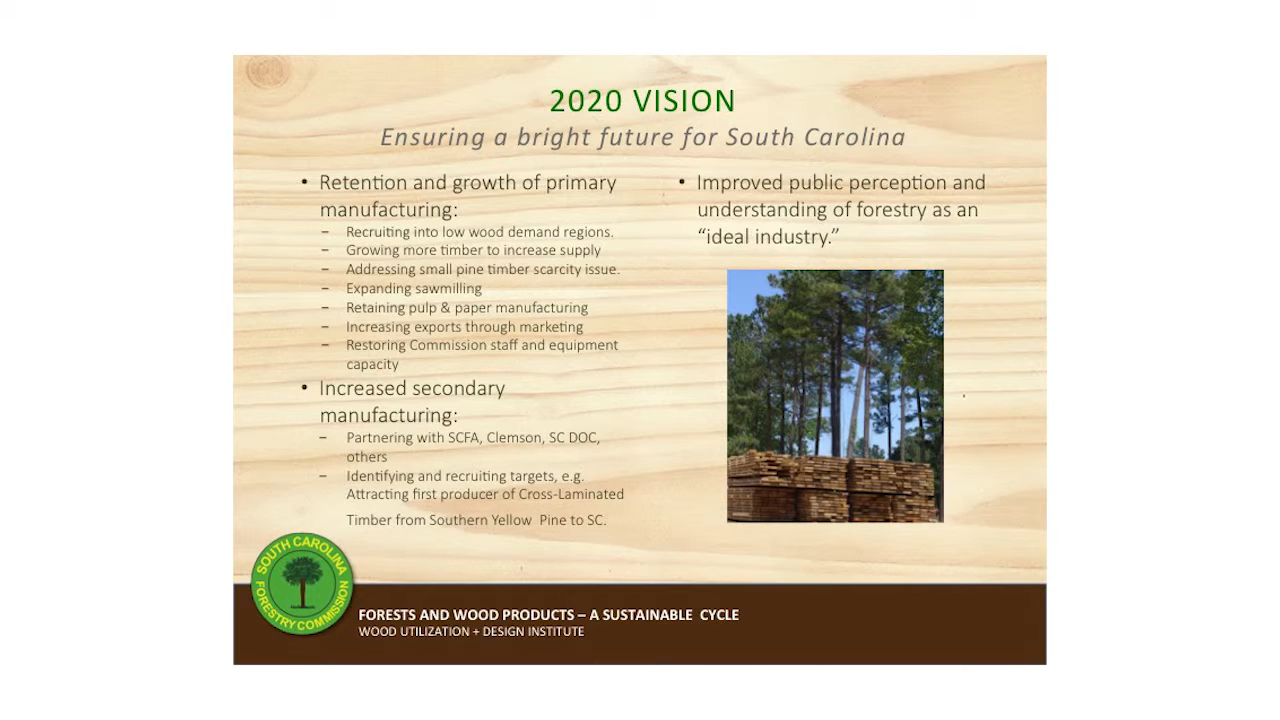 2020 VISION
Ensuring a bright future for South Carolina
• Retention and growth of primary
manufacturing:
– Recruiting into low wood demand regions.
– Growing more timber to increase supply
– Addressing small pine timber scarcity issue.
– Expanding sawmilling
– Retaining pulp & paper manufacturing
– Increasing exports through marketing
– Restoring Commission staff and equipment
capacity
• Increased secondary
manufacturing:
– Partnering with SCFA, Clemson, SC DOC,
others
– Identifying and recruiting targets, e.g.
Attracting first producer of Cross-Laminated
Timber from Southern Yellow Pine to SC.
• Improved public perception and
understanding of forestry as an
“ideal industry.”
SOUTH CAROLINA
FORESTRY COMMISSION
FORESTS AND WOOD PRODUCTS – A SUSTAINABLE CYCLE
WOOD UTILIZATION + DESIGN INSTITUTE